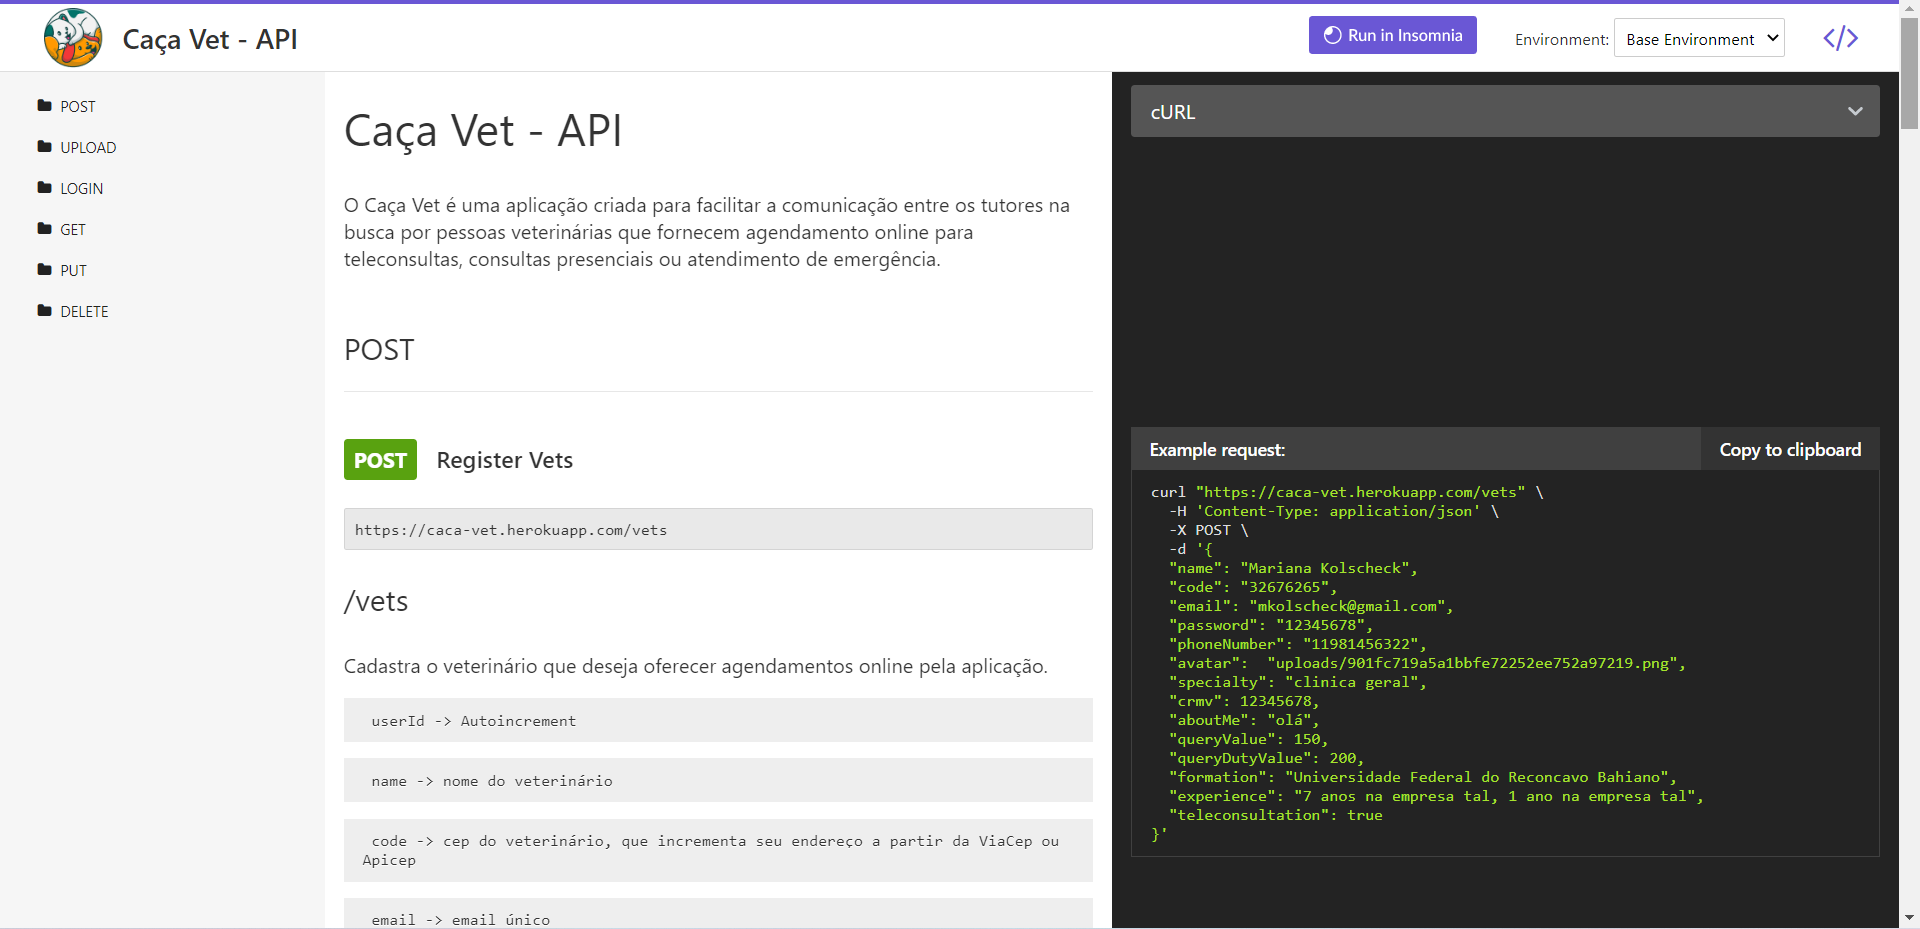 Caça Vet - API
Run in Insomnia
Environment:
Base Environment
</>
POST
UPLOAD
LOGIN
GET
PUT
DELETE
Caça Vet - API
O Caça Vet é uma aplicação criada para facilitar a comunicação entre os tutores na
busca por pessoas veterinárias que fornecem agendamento online para
teleconsultas, consultas presenciais ou atendimento de emergência.
POST
POST Register Vets
https://caca-vet.herokuapp.com/vets
/vets
Cadastra o veterinário que deseja oferecer agendamentos online pela aplicação.
userId -> Autoincrement
name -> nome do veterinário
code -> cep do veterinário, que incrementa seu endereço a partir da ViaCep ou
Apicep
email -> email único
cURL
Example request:
Copy to clipboard
curl "https://caca-vet.herokuapp.com/vets" \
-H 'Content-Type: application/json' \
-X POST \
-d '{
"name": "Mariana Kolscheck",
"code": "32676265",
"email": "mkolscheck@gmail.com",
"password": "12345678",
"phoneNumber": "11981456322",
"avatar":  "uploads/901fc719a5a1bbfe72252ee752a97219.png",
"specialty": "clinica geral",
"crmv": 12345678,
"aboutMe": "olá",
"queryValue": 150,
"queryDutyValue": 200,
"formation": "Universidade Federal do Reconcavo Bahiano",
"experience": "7 anos na empresa tal, 1 ano na empresa tal",
"teleconsultation": true
}'